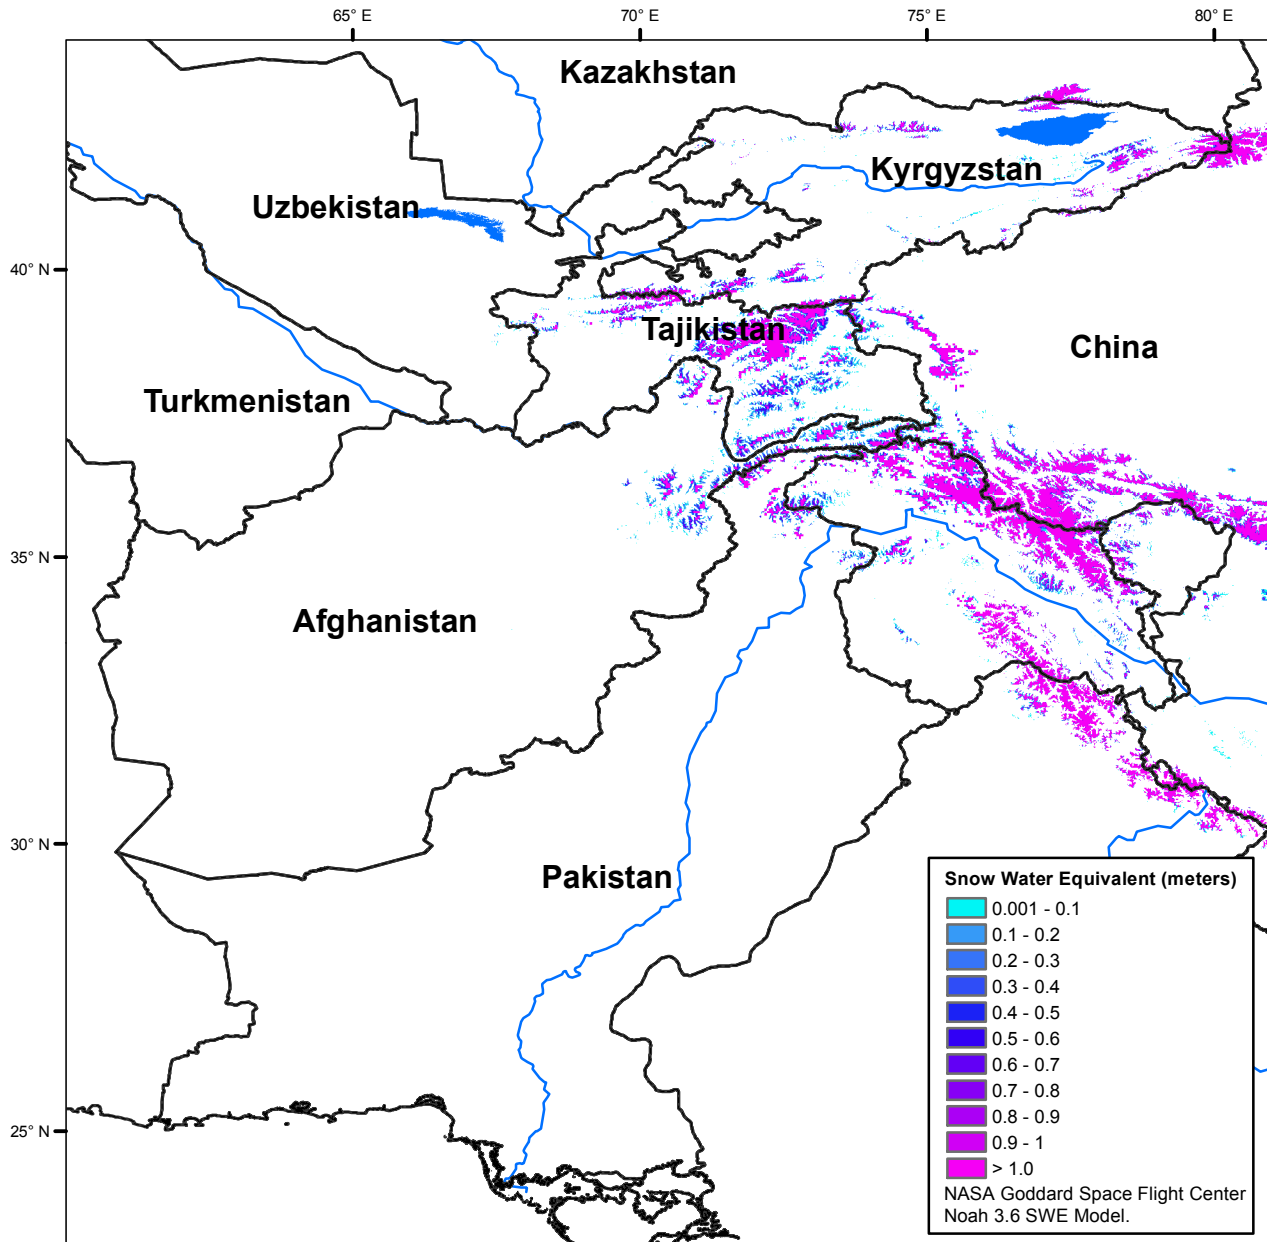 65° E
70° E
75° E
80° E
Kazakhstan
Kyrgyzstan
Uzbekistan
40° N
Tajikistan
China
Turkmenistan
35° N
Afghanistan
30° N
Pakistan
25° N
Snow Water Equivalent (meters)
0.001 - 0.1
0.1 - 0.2
0.2 - 0.3
0.3 - 0.4
0.4 - 0.5
0.5 - 0.6
0.6 - 0.7
0.7 - 0.8
0.8 - 0.9
0.9 - 1
> 1.0
NASA Goddard Space Flight Center
Noah 3.6 SWE Model.